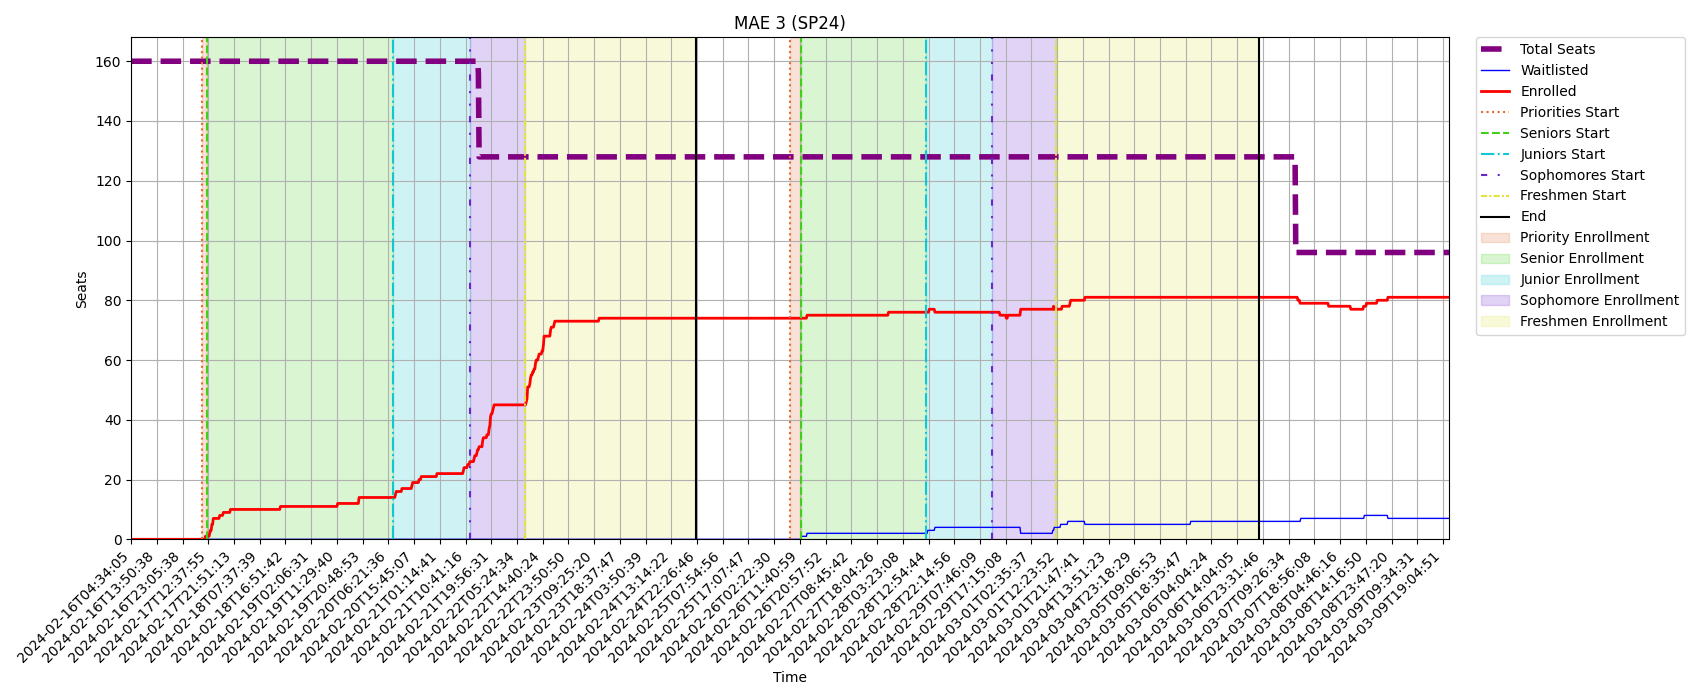 MAE 3 (SP24)
Seats
160
140
120
100
80
60
40
20
0
2024-02-16T04:34:05
2024-02-16T13:50:38
2024-02-16T23:05:38
2024-02-17T12:37:55
2024-02-17T21:51:13
2024-02-18T07:37:39
2024-02-18T16:51:42
2024-02-19T02:06:31
2024-02-19T11:29:40
2024-02-19T20:48:53
2024-02-20T06:21:36
2024-02-20T15:45:07
2024-02-21T01:14:41
2024-02-21T10:41:16
2024-02-21T19:56:31
2024-02-22T05:24:34
2024-02-22T14:40:24
2024-02-22T23:50:50
2024-02-23T09:25:20
2024-02-23T18:37:47
2024-02-24T03:50:39
2024-02-24T13:14:22
2024-02-24T22:26:46
2024-02-25T07:54:56
2024-02-25T17:07:47
2024-02-26T02:22:30
2024-02-26T11:40:59
2024-02-26T20:57:52
2024-02-27T08:45:42
2024-02-27T18:04:26
2024-02-28T03:23:08
2024-02-28T12:54:44
2024-02-28T22:14:56
2024-02-29T07:46:09
2024-02-29T17:15:08
2024-03-01T02:35:37
2024-03-01T12:23:52
2024-03-01T21:47:41
2024-03-04T13:51:23
2024-03-04T23:18:29
2024-03-05T09:06:53
2024-03-05T18:35:47
2024-03-06T04:04:24
2024-03-06T14:04:05
2024-03-06T23:31:46
2024-03-07T09:26:34
2024-03-07T18:56:08
2024-03-08T04:46:16
2024-03-08T14:16:50
2024-03-08T23:47:20
2024-03-09T09:34:31
2024-03-09T19:04:51
Time
Total Seats
Waitlisted
Enrolled
Priorities Start
Seniors Start
Juniors Start
Sophomores Start
Freshmen Start
End
Priority Enrollment
Senior Enrollment
Junior Enrollment
Sophomore Enrollment
Freshmen Enrollment